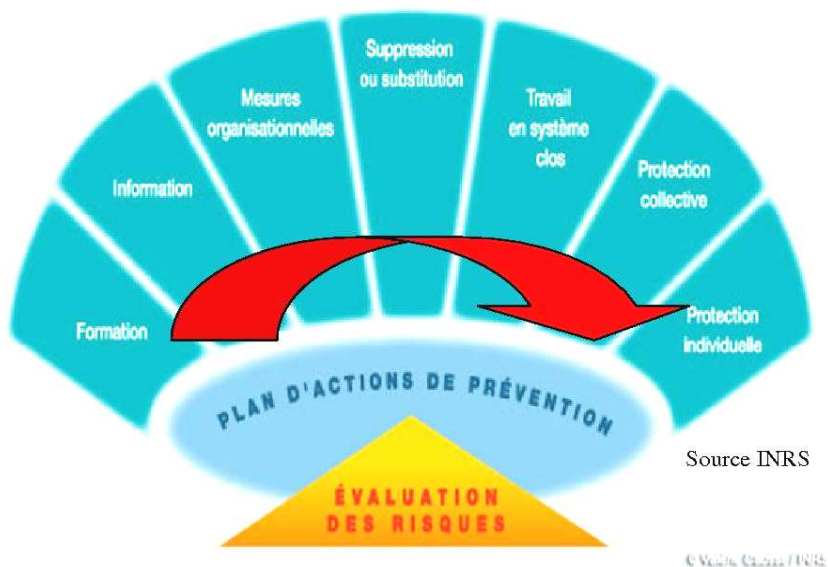 Formation
Information
Mesures
organisationnelles
Suppression
ou substitution
Travail
en système
clos
Protection
collective
Protection
individuelle
PLAN D'ACTIONS DE PRÉVENTION
ÉVALUATION
DES RISQUES
Source INRS
/ INRS